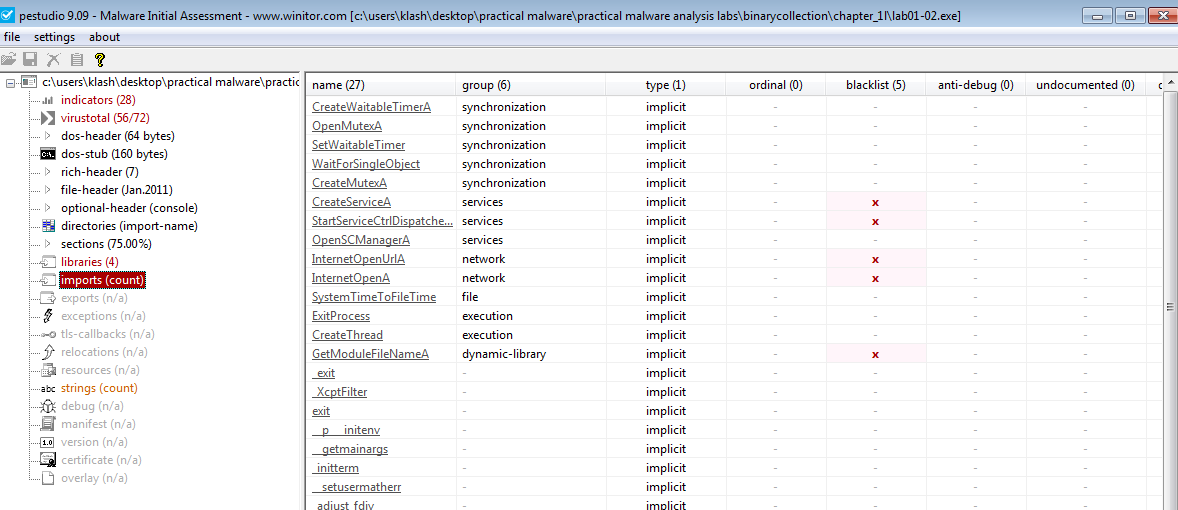 pestudio 9.09 - Malware Initial Assessment - www.winitor.com [c:\users\klash\desktop\practical malware\practical malware analysis labs\binarycollection\chapter_1l\lab01-02.exe]
file settings about
c:\users\klash\desktop\practical malware\practic
indicators (28)
virustotal (56/72)
dos-header (64 bytes)
dos-stub (160 bytes)
rich-header (7)
file-header (Jan.2011)
optional-header (console)
directories (import-name)
sections (75.00%)
libraries (4)
imports (count)
exports (n/a)
exceptions (n/a)
tls-callbacks (n/a)
relocations (n/a)
resources (n/a)
abc strings (count)
debug (n/a)
manifest (n/a)
1.0 version (n/a)
certificate (n/a)
overlay (n/a)
name (27) group (6) type (1) ordinal (0) blacklist (5) anti-debug (0) undocumented (0) c
CreateWaitableTimerA synchronization implicit - - - -
OpenMutexA synchronization implicit - - - -
SetWaitableTimer synchronization implicit - - - -
WaitForSingleObject synchronization implicit - - - -
CreateMutexA synchronization implicit - - - -
CreateServiceA services implicit - x - -
StartServiceCtrlDispatche... services implicit - x - -
OpenSCManagerA services implicit - - - -
InternetOpenUrlA network implicit - x - -
InternetOpenA network implicit - x - -
SystemTimeToFileTime file implicit - - - -
ExitProcess execution implicit - - - -
CreateThread execution implicit - - - -
GetModuleFileNameA dynamic-library implicit - x - -
_exit - implicit - - - -
_XcptFilter - implicit - - - -
exit - implicit - - - -
__p___initenv - implicit - - - -
__getmainargs - implicit - - - -
_initterm - implicit - - - -
__setusermatherr - implicit - - - -
_adjust_fdiv - implicit - - - -